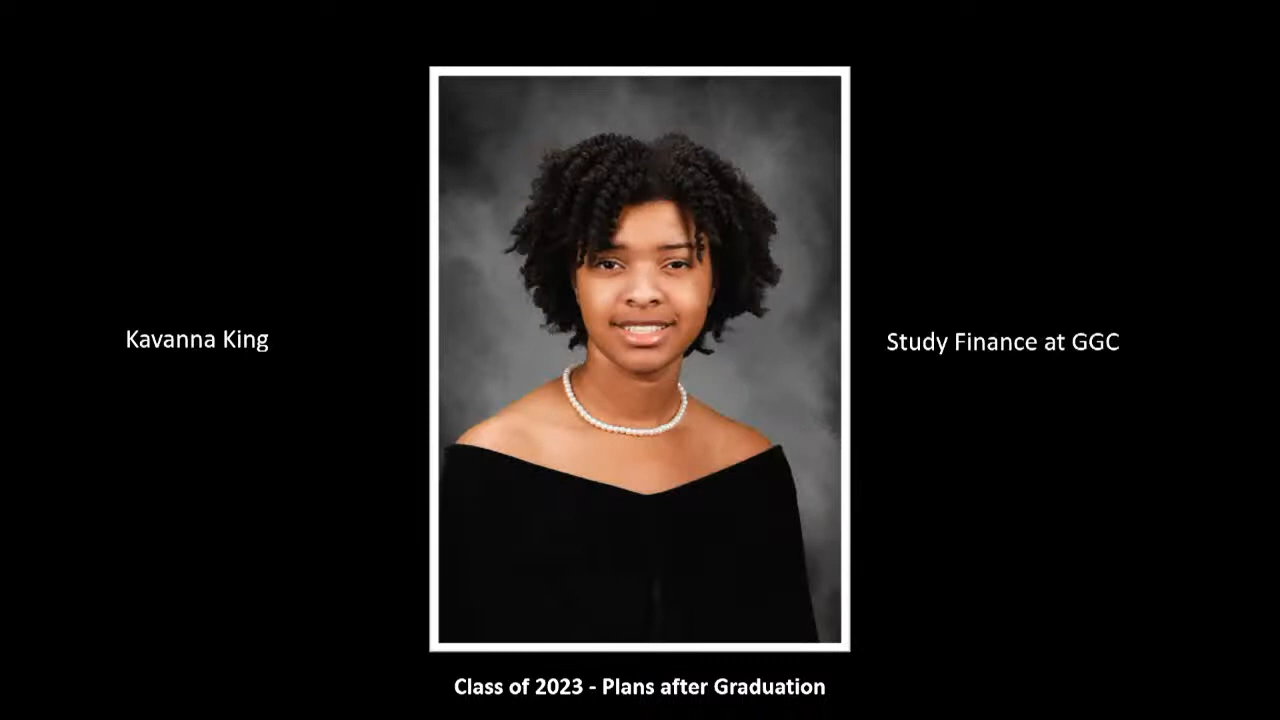 Kavanna King
Study Finance at GGC
Class of 2023 - Plans after Graduation